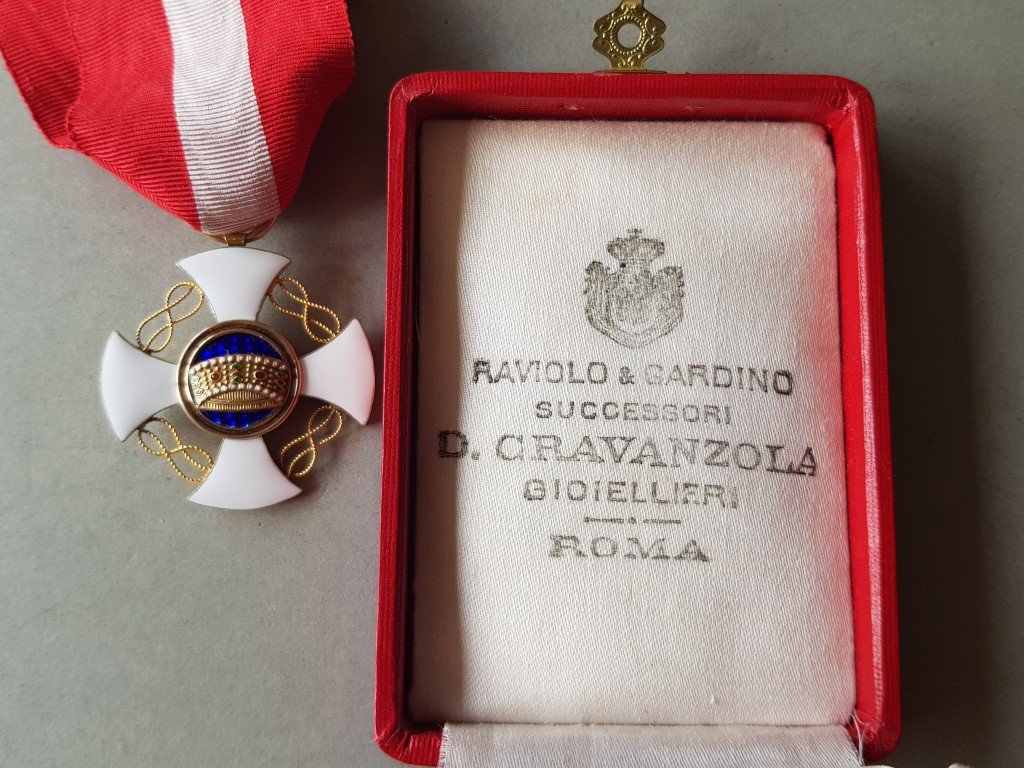 RAVIOLO & GARDINO
SUCCESSORI
D. CRAVANZOLA
GIOIELLIERI
ROMA